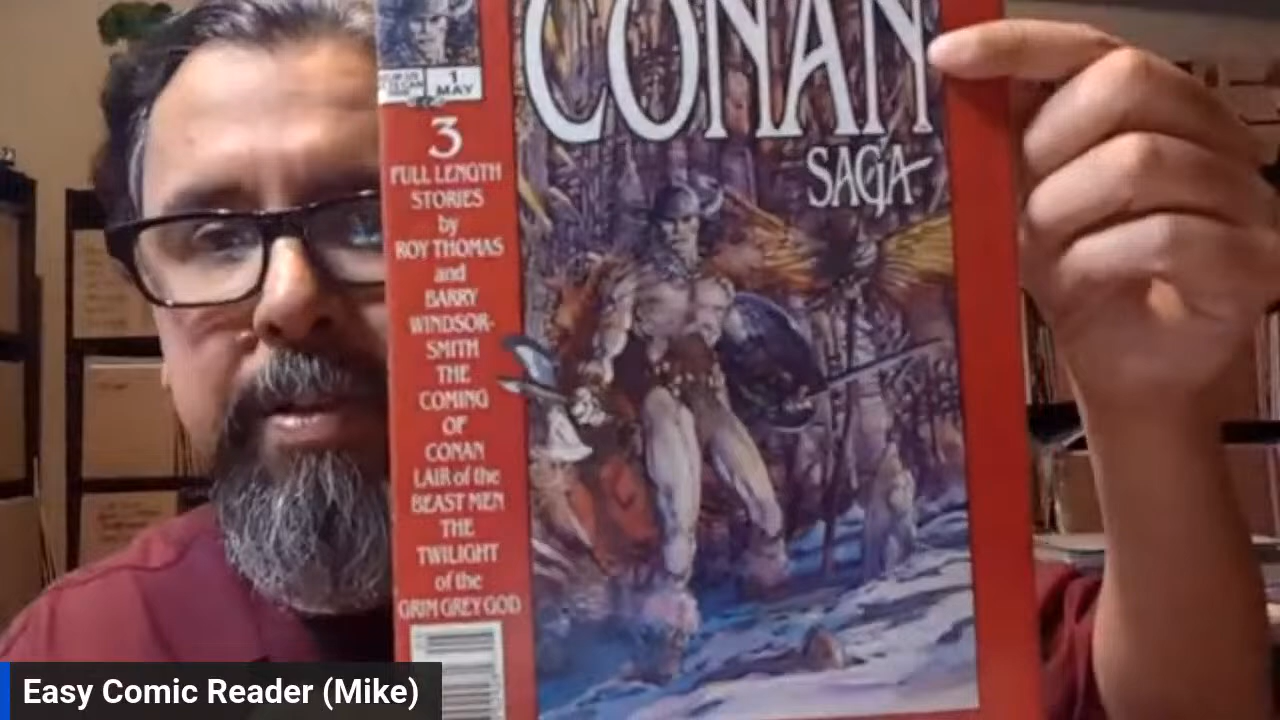 CONAN
SAGA
1
MAY
3
FULL LENGTH
STORIES
by
ROY THOMAS
and
BARRY
WINDSOR-
SMITH
THE
COMING
OF
CONAN
LAIR of the
BEAST MEN
THE
TWILIGHT
of the
GRIM GREY GOD
Easy Comic Reader (Mike)